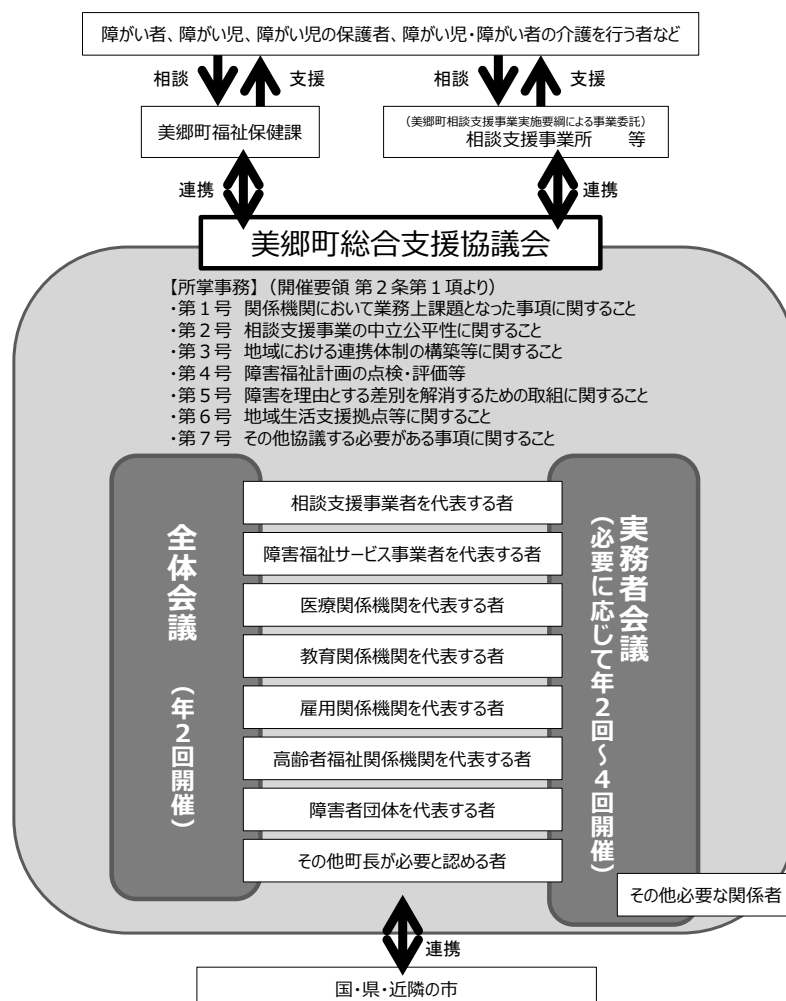 障がい者、障がい児、障がい児の保護者、障がい児・障がい者の介護を行う者など
相談
支援
相談
支援
美郷町福祉保健課
（美郷町相談支援事業実施要綱による事業委託）
相談支援事業所　等
連携
連携
美郷町総合支援協議会
【所掌事務】（開催要領 第２条第１項より）
・第１号 関係機関において業務上課題となった事項に関すること
・第２号 相談支援事業の中立公平性に関すること
・第３号 地域における連携体制の構築等に関すること
・第４号 障害福祉計画の点検・評価等
・第５号 障害を理由とする差別を解消するための取組に関すること
・第６号 地域生活支援拠点等に関すること
・第７号 その他協議する必要がある事項に関すること
全体会議　（年２回開催）
相談支援事業者を代表する者
障害福祉サービス事業者を代表する者
医療関係機関を代表する者
教育関係機関を代表する者
雇用関係機関を代表する者
高齢者福祉関係機関を代表する者
障害者団体を代表する者
その他町長が必要と認める者
実務者会議
（必要に応じて年２回～４回開催）
その他必要な関係者
連携
国・県・近隣の市